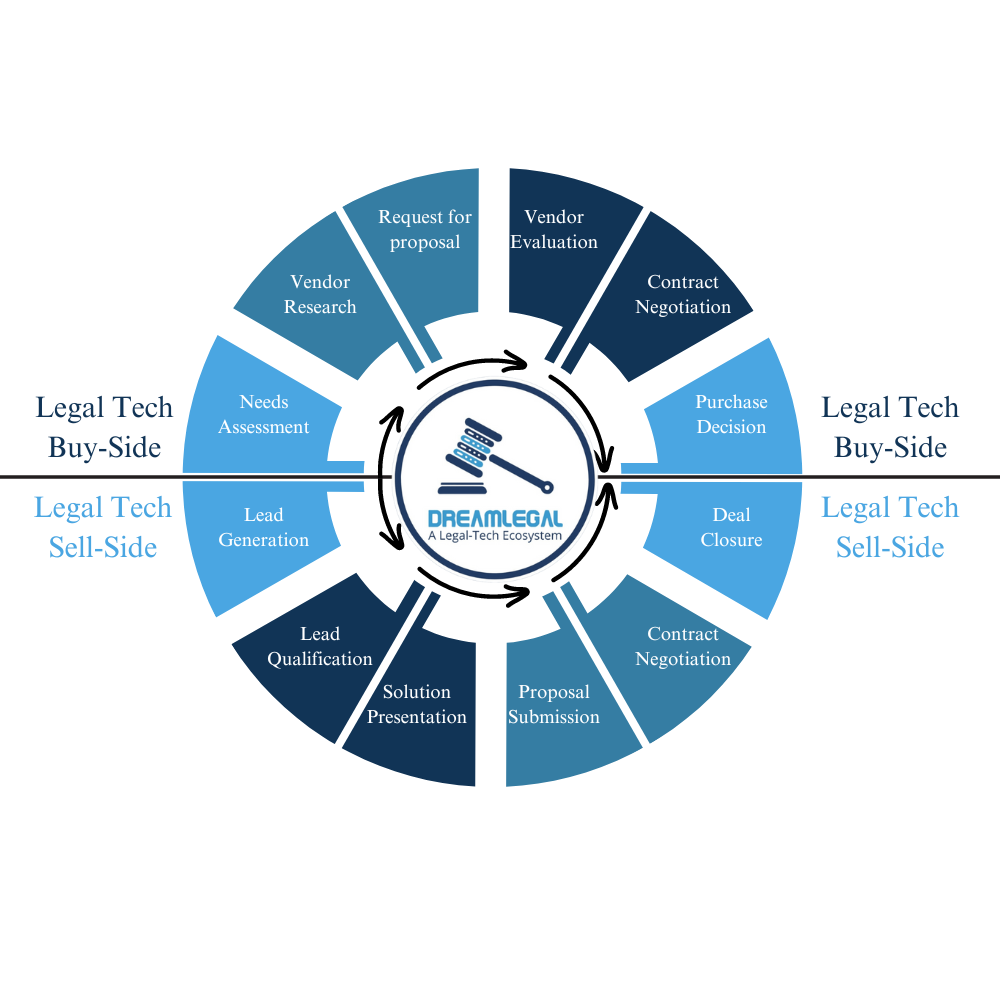 Request for
proposal
Vendor
Evaluation
Vendor
Research
Contract
Negotiation
Needs
Assessment
Purchase
Decision
Legal Tech
Buy-Side
Legal Tech
Buy-Side
DREAMLEGAL
A Legal-Tech Ecosystem
Legal Tech
Sell-Side
Legal Tech
Sell-Side
Lead
Generation
Deal
Closure
Lead
Qualification
Contract
Negotiation
Solution
Presentation
Proposal
Submission